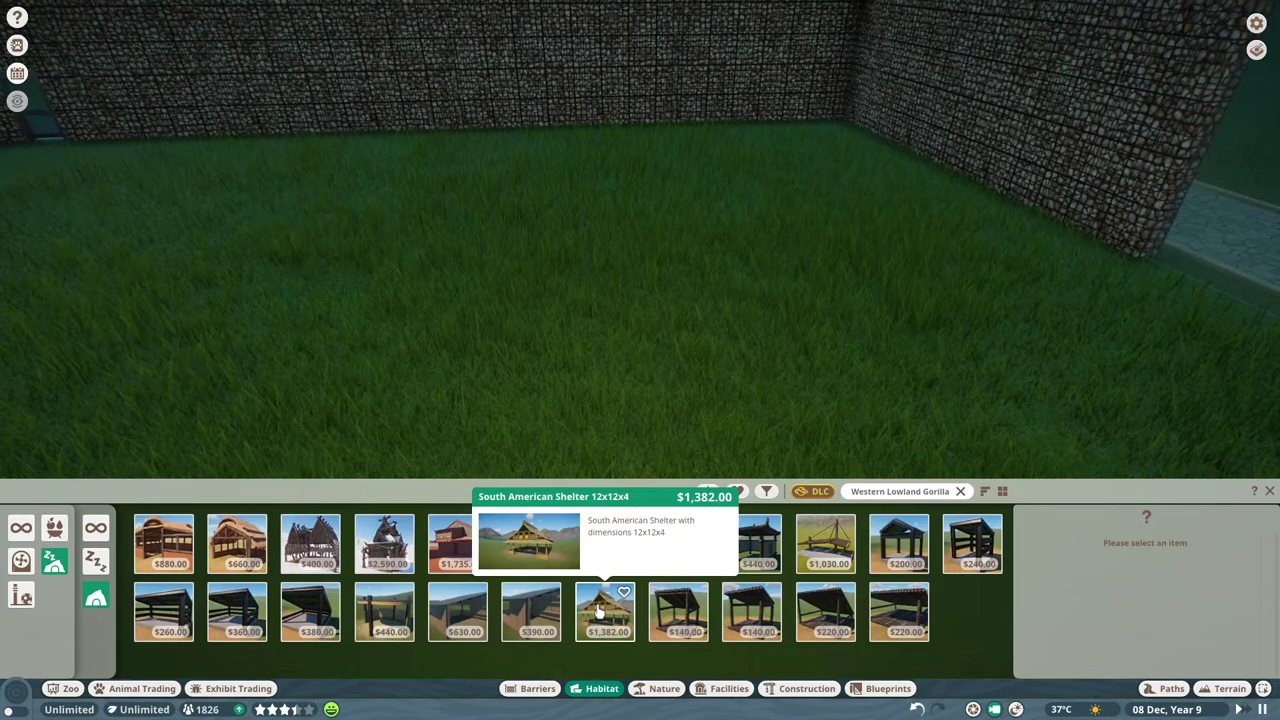 DLC
Western Lowland Gorilla
South American Shelter 12x12x4 $1,382.00
South American Shelter with
dimensions 12x12x4
Please select an item
$880.00
$660.00
$400.00
$2,590.00
$1,735.
$440.00
$1,030.00
$200.00
$240.00
$260.00
$360.00
$380.00
$440.00
$630.00
$390.00
$1,382.00
$140.00
$140.00
$220.00
$220.00
Zoo
Animal Trading
Exhibit Trading
Barriers
Habitat
Nature
Facilities
Construction
Blueprints
Paths
Terrain
Unlimited
Unlimited
1826
37°C
08 Dec, Year 9